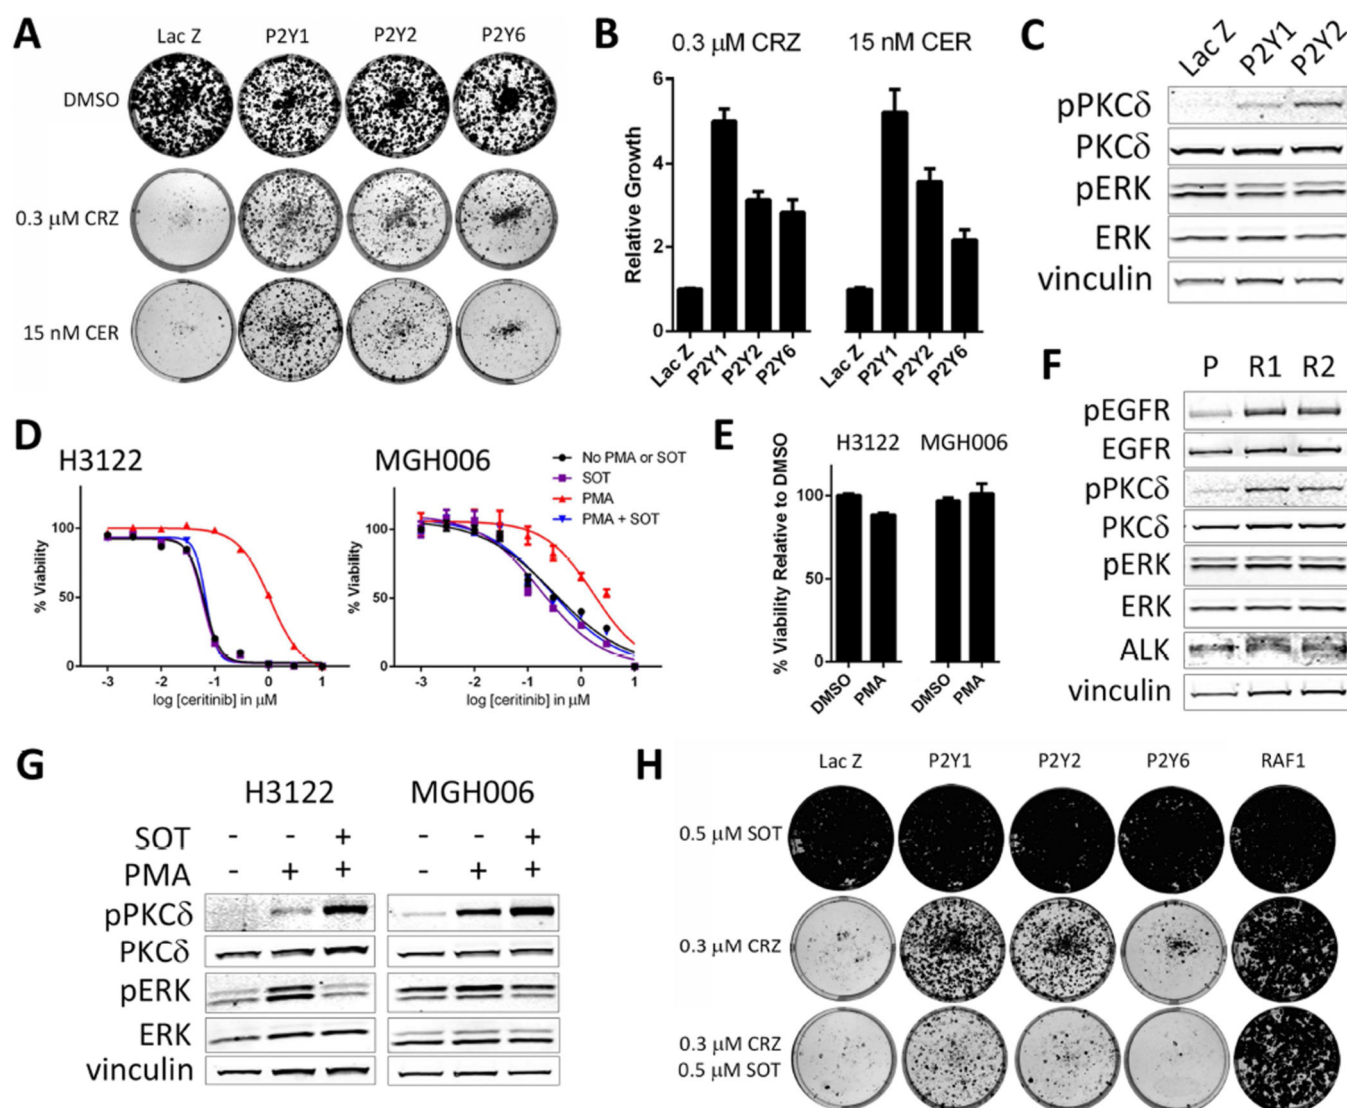 A
Lac Z P2Y1 P2Y2 P2Y6
DMSO
0.3 μM CRZ
15 nM CER
B
0.3 μM CRZ 15 nM CER
Relative Growth
6
4
2
0
Lac Z P2Y1 P2Y2 P2Y6 Lac Z P2Y1 P2Y2 P2Y6
C
Lac Z P2Y1 P2Y2
pPKCδ
PKCδ
pERK
ERK
vinculin
D
H3122 MGH006
No PMA or SOT
SOT
PMA
PMA + SOT
% Viability
100
50
0
-3 -2 -1 0 1
log [ceritinib] in μM
% Viability
100
50
0
-3 -2 -1 0 1
log [ceritinib] in μM
E
H3122 MGH006
% Viability Relative to DMSO
100
50
0
DMSO PMA DMSO PMA
F
P R1 R2
pEGFR
EGFR
pPKCδ
PKCδ
pERK
ERK
ALK
vinculin
G
H3122 MGH006
SOT - - + - - +
PMA - + + - + +
pPKCδ
PKCδ
pERK
ERK
vinculin
H
Lac Z P2Y1 P2Y2 P2Y6 RAF1
0.5 μM SOT
0.3 μM CRZ
0.3 μM CRZ
0.5 μM SOT